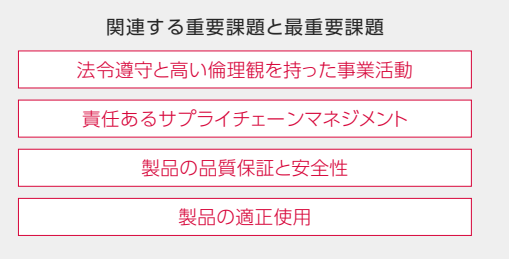 関連する重要課題と最重要課題
法令遵守と高い倫理観を持った事業活動
責任あるサプライチェーンマネジメント
製品の品質保証と安全性
製品の適正使用